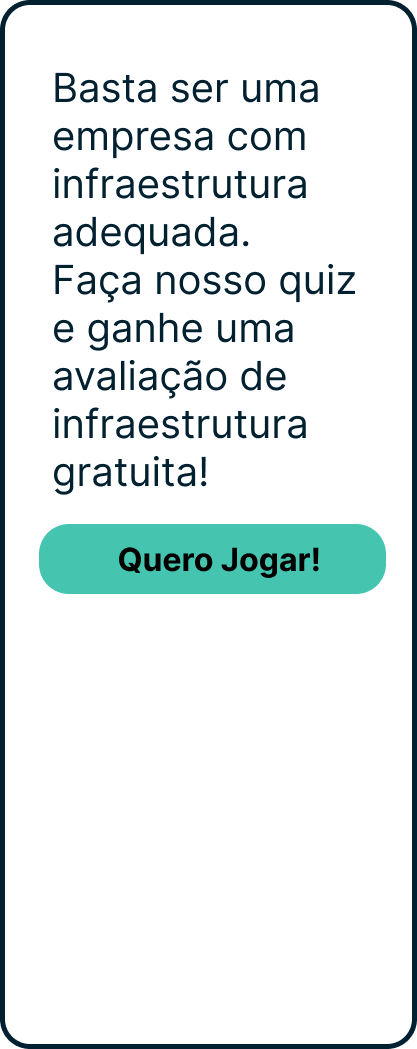 Basta ser uma
empresa com
infraestrutura
adequada.
Faça nosso quiz
e ganhe uma
avaliação de
infraestrutura
gratuita!
Quero Jogar!